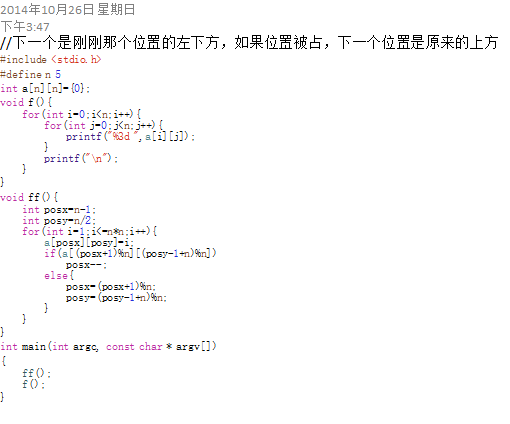 2014年10月26日 星期日
下午3:47
//下一个是刚刚那个位置的左下方，如果位置被占，下一个位置是原来的上方
#include <stdio.h>
#define n 5
int a[n][n]={0};
void f(){
    for(int i=0;i<n;i++){
        for(int j=0;j<n;j++){
            printf("%3d ",a[i][j]);
        }
        printf("\n");
    }
}
void ff(){
    int posx=n-1;
    int posy=n/2;
    for(int i=1;i<=n*n;i++){
        a[posx][posy]=i;
        if(a[(posx+1)%n][(posy-1+n)%n])
            posx--;
        else{
            posx=(posx+1)%n;
            posy=(posy-1+n)%n;
        }
    }
}
int main(int argc, const char * argv[])
{
    ff();
    f();
}